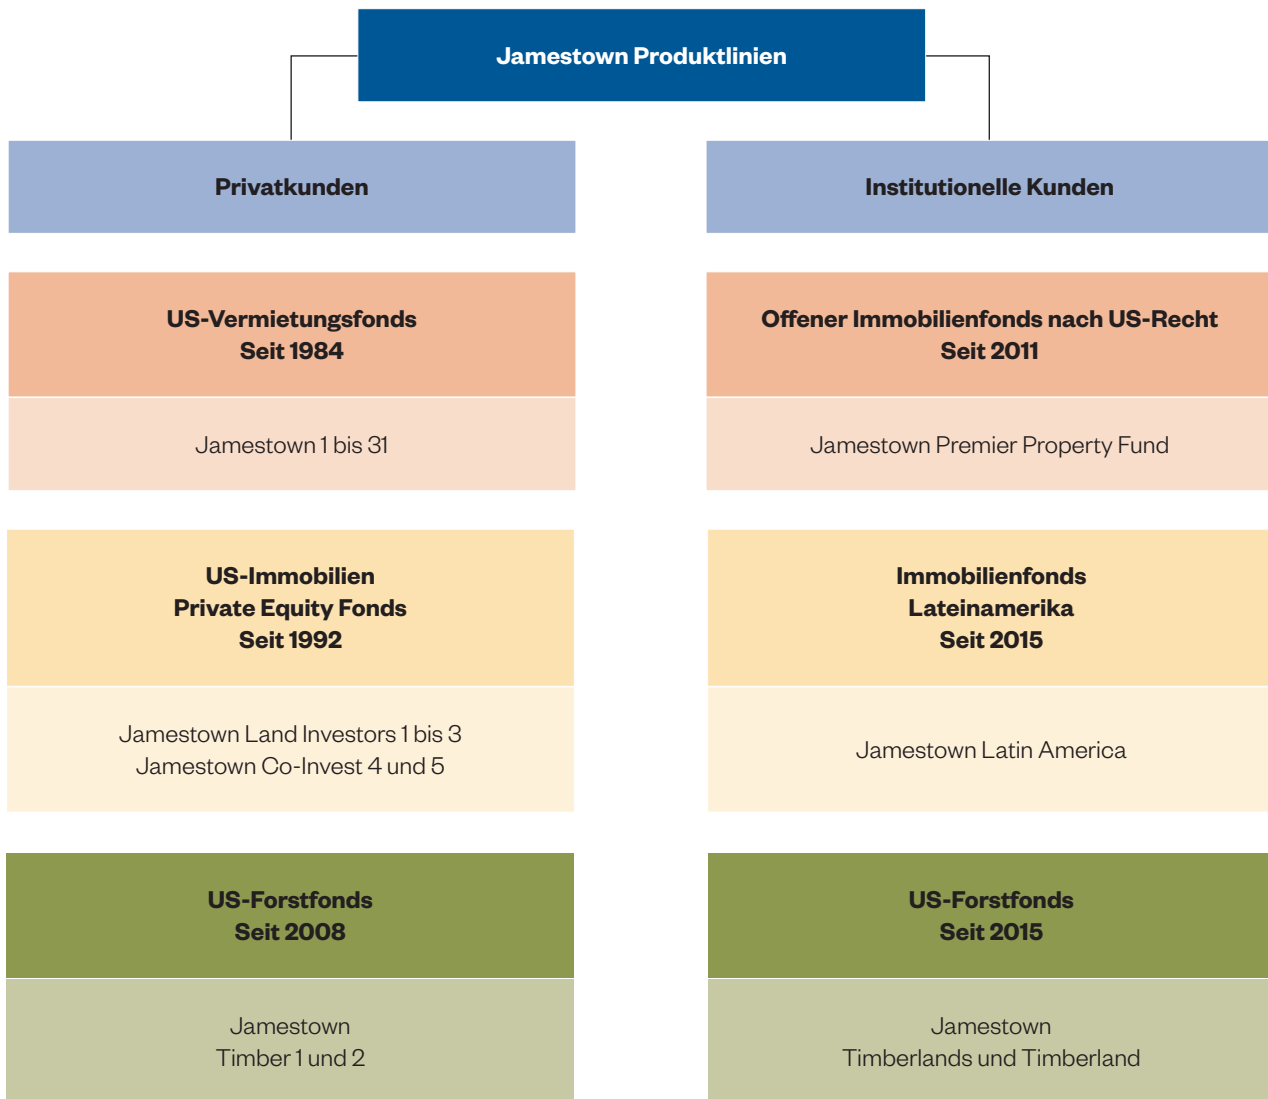 Jamestown Produktlinien
Privatkunden
Institutionelle Kunden
US-Vermietungsfonds
Seit 1984
Offener Immobilienfonds nach US-Recht
Seit 2011
Jamestown 1 bis 31
Jamestown Premier Property Fund
US-Immobilien
Private Equity Fonds
Seit 1992
Immobilienfonds
Lateinamerika
Seit 2015
Jamestown Land Investors 1 bis 3
Jamestown Co-Invest 4 und 5
Jamestown Latin America
US-Forstfonds
Seit 2008
US-Forstfonds
Seit 2015
Jamestown
Timber 1 und 2
Jamestown
Timberlands und Timberland